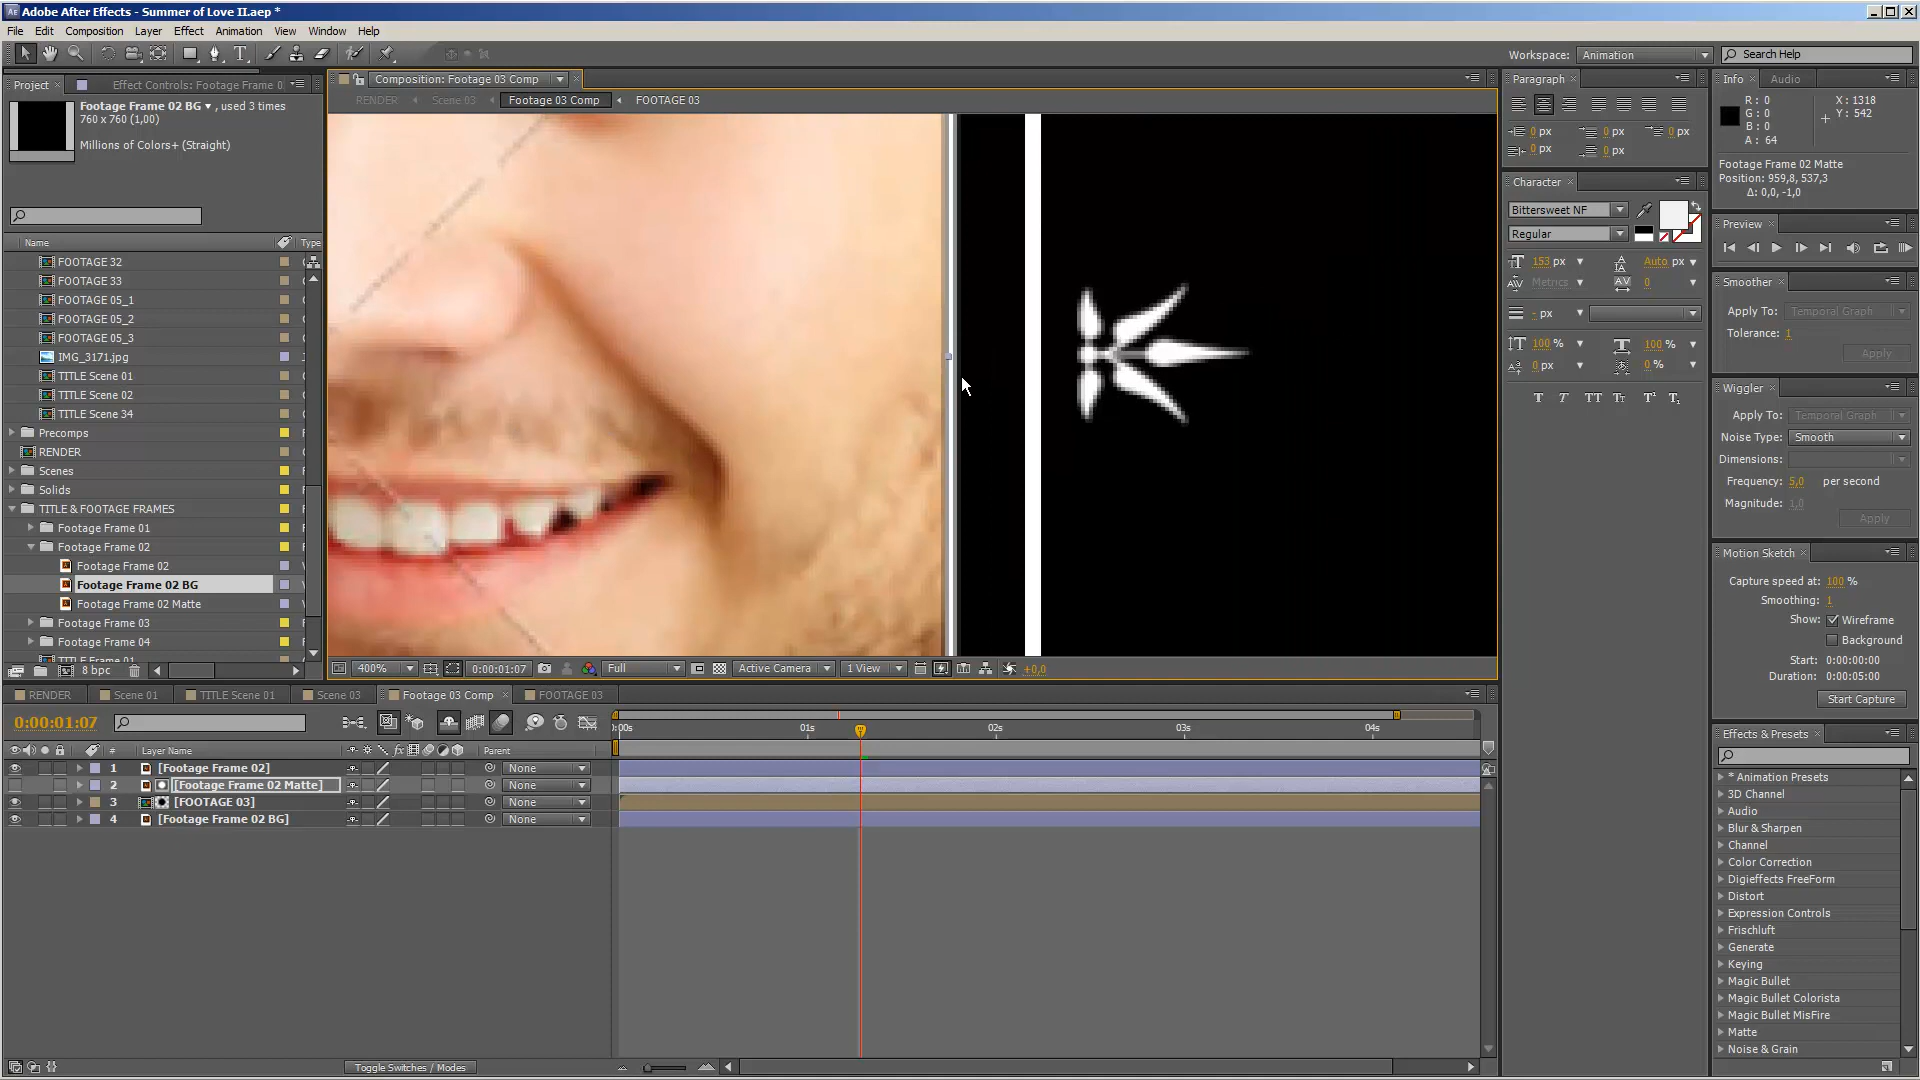 Adobe After Effects - Summer of Love II.aep *
File Edit Composition Layer Effect Animation View Window Help
Workspace: Animation Search Help
Project Effect Controls: Footage Frame 0
Footage Frame 02 BG , used 3 times
760 x 760 (1,00)
Millions of Colors+ (Straight)
Name Type
FOOTAGE 32
FOOTAGE 33
FOOTAGE 05_1
FOOTAGE 05_2
FOOTAGE 05_3
IMG_3171.jpg
TITLE Scene 01
TITLE Scene 02
TITLE Scene 34
Precomps
RENDER
Scenes
Solids
TITLE & FOOTAGE FRAMES
Footage Frame 01
Footage Frame 02
Footage Frame 02
Footage Frame 02 BG
Footage Frame 02 Matte
Footage Frame 03
Footage Frame 04
8 bpc
Composition: Footage 03 Comp
RENDER Scene 03 Footage 03 Comp FOOTAGE 03
400% 0:00:01:07 Full Active Camera 1 View +0,0
Paragraph
0 px 0 px 0 px
0 px 0 px
Character
Bittersweet NF
Regular
153 px Auto px
Metrics 0
- px
100 % 100 %
0 px 0 %
T T TT Tt T T
Info Audio
R : 0 X : 1318
G : 0 Y : 542
B : 0
A : 64
Footage Frame 02 Matte
Position: 959,8, 537,3
Δ: 0,0, -1,0
Preview
Smoother
Apply To: Temporal Graph
Tolerance: 1
Apply
Wiggler
Apply To: Temporal Graph
Noise Type: Smooth
Dimensions:
Frequency: 5,0 per second
Magnitude: 1,0
Apply
Motion Sketch
Capture speed at: 100 %
Smoothing: 1
Show: Wireframe
Background
Start: 0:00:00:00
Duration: 0:00:05:00
Start Capture
Effects & Presets
* Animation Presets
3D Channel
Audio
Blur & Sharpen
Channel
Color Correction
Digieffects FreeForm
Distort
Expression Controls
Frischluft
Generate
Keying
Magic Bullet
Magic Bullet Colorista
Magic Bullet MisFire
Matte
Noise & Grain
RENDER Scene 01 TITLE Scene 01 Scene 03 Footage 03 Comp FOOTAGE 03
0:00:01:07 :00s 01s 02s 03s 04s
# Layer Name Parent
1 [Footage Frame 02] None
2 [Footage Frame 02 Matte] None
3 [FOOTAGE 03] None
4 [Footage Frame 02 BG] None
Toggle Switches / Modes